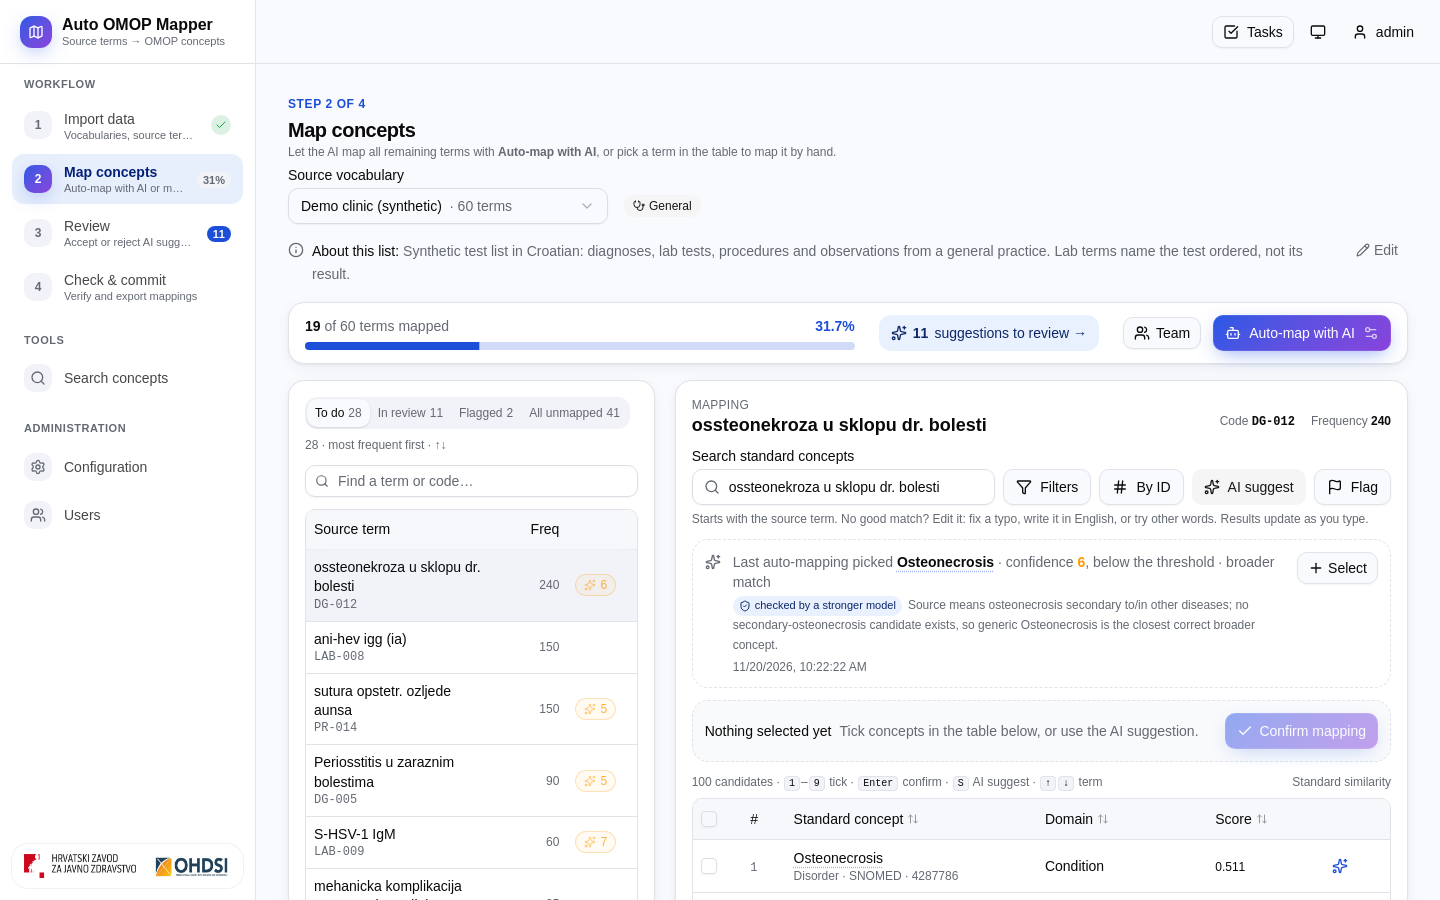 Auto OMOP Mapper
Source terms → OMOP concepts
Tasks
admin
WORKFLOW
1
Import data
Vocabularies, source ter…
2
Map concepts
Auto-map with AI or m…
31%
3
Review
Accept or reject AI sugg…
11
4
Check & commit
Verify and export mappings
TOOLS
Search concepts
ADMINISTRATION
Configuration
Users
HRVATSKI ZAVOD
ZA JAVNO ZDRAVSTVO
OHDSI
STEP 2 OF 4
Map concepts
Let the AI map all remaining terms with Auto-map with AI, or pick a term in the table to map it by hand.
Source vocabulary
Demo clinic (synthetic) · 60 terms
General
About this list: Synthetic test list in Croatian: diagnoses, lab tests, procedures and observations from a general practice. Lab terms name the test ordered, not its
result.
Edit
19 of 60 terms mapped
31.7%
11 suggestions to review →
Team
Auto-map with AI
To do 28
In review 11
Flagged 2
All unmapped 41
28 · most frequent first · ↑↓
Find a term or code…
Source term
Freq
ossteonekroza u sklopu dr.
bolesti
DG-012
240
6
ani-hev igg (ia)
LAB-008
150
sutura opstetr. ozljede
aunsa
PR-014
150
5
Periosstitis u zaraznim
bolestima
DG-005
90
5
S-HSV-1 IgM
LAB-009
60
7
mehanicka komplikacija
MAPPING
ossteonekroza u sklopu dr. bolesti
Code DG-012
Frequency 240
Search standard concepts
ossteonekroza u sklopu dr. bolesti
Filters
By ID
AI suggest
Flag
Starts with the source term. No good match? Edit it: fix a typo, write it in English, or try other words. Results update as you type.
Last auto-mapping picked Osteonecrosis · confidence 6, below the threshold · broader
match
Select
checked by a stronger model Source means osteonecrosis secondary to/in other diseases; no
secondary-osteonecrosis candidate exists, so generic Osteonecrosis is the closest correct broader
concept.
11/20/2026, 10:22:22 AM
Nothing selected yet Tick concepts in the table below, or use the AI suggestion.
Confirm mapping
100 candidates · 1–9 tick · Enter confirm · S AI suggest · ↑ ↓ term
Standard similarity
#
Standard concept ↑↓
Domain ↑↓
Score ↑↓
1
Osteonecrosis
Disorder · SNOMED · 4287786
Condition
0.511